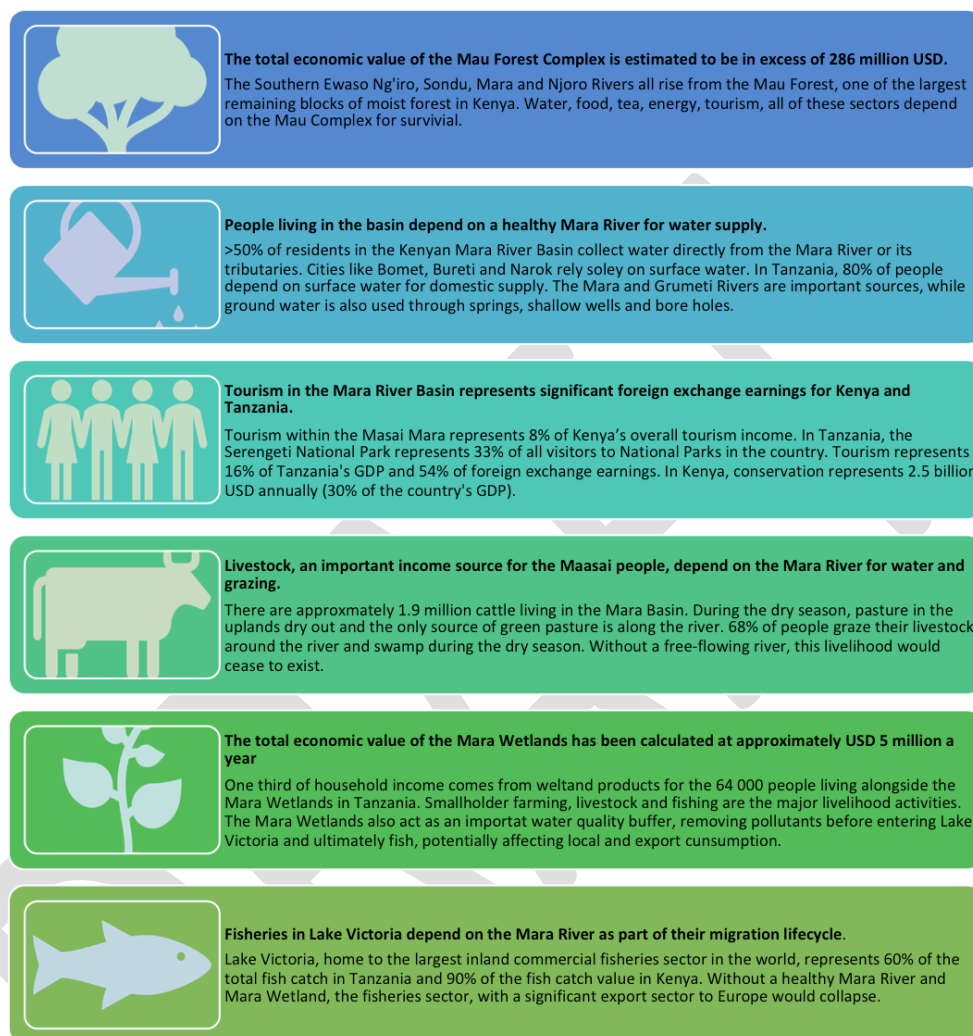 The total economic value of the Mau Forest Complex is estimated to be in excess of 286 million USD.
The Southern Ewaso Ng'iro, Sondu, Mara and Njoro Rivers all rise from the Mau Forest, one of the largest
remaining blocks of moist forest in Kenya. Water, food, tea, energy, tourism, all of these sectors depend
on the Mau Complex for survivial.
People living in the basin depend on a healthy Mara River for water supply.
>50% of residents in the Kenyan Mara River Basin collect water directly from the Mara River or its
tributaries. Cities like Bomet, Bureti and Narok rely soley on surface water. In Tanzania, 80% of people
depend on surface water for domestic supply. The Mara and Grumeti Rivers are important sources, while
ground water is also used through springs, shallow wells and bore holes.
Tourism in the Mara River Basin represents significant foreign exchange earnings for Kenya and
Tanzania.
Tourism within the Masai Mara represents 8% of Kenya’s overall tourism income. In Tanzania, the
Serengeti National Park represents 33% of all visitors to National Parks in the country. Tourism represents
16% of Tanzania's GDP and 54% of foreign exchange earnings. In Kenya, conservation represents 2.5 billion
USD annually (30% of the country's GDP).
Livestock, an important income source for the Maasai people, depend on the Mara River for water and
grazing.
There are approxmately 1.9 million cattle living in the Mara Basin. During the dry season, pasture in the
uplands dry out and the only source of green pasture is along the river. 68% of people graze their livestock
around the river and swamp during the dry season. Without a free-flowing river, this livelihood would
cease to exist.
The total economic value of the Mara Wetlands has been calculated at approximately USD 5 million a
year
One third of household income comes from weltand products for the 64 000 people living alongside the
Mara Wetlands in Tanzania. Smallholder farming, livestock and fishing are the major livelihood activities.
The Mara Wetlands also act as an importat water quality buffer, removing pollutants before entering Lake
Victoria and ultimately fish, potentially affecting local and export cunsumption.
Fisheries in Lake Victoria depend on the Mara River as part of their migration lifecycle.
Lake Victoria, home to the largest inland commercial fisheries sector in the world, represents 60% of the
total fish catch in Tanzania and 90% of the fish catch value in Kenya. Without a healthy Mara River and
Mara Wetland, the fisheries sector, with a significant export sector to Europe would collapse.